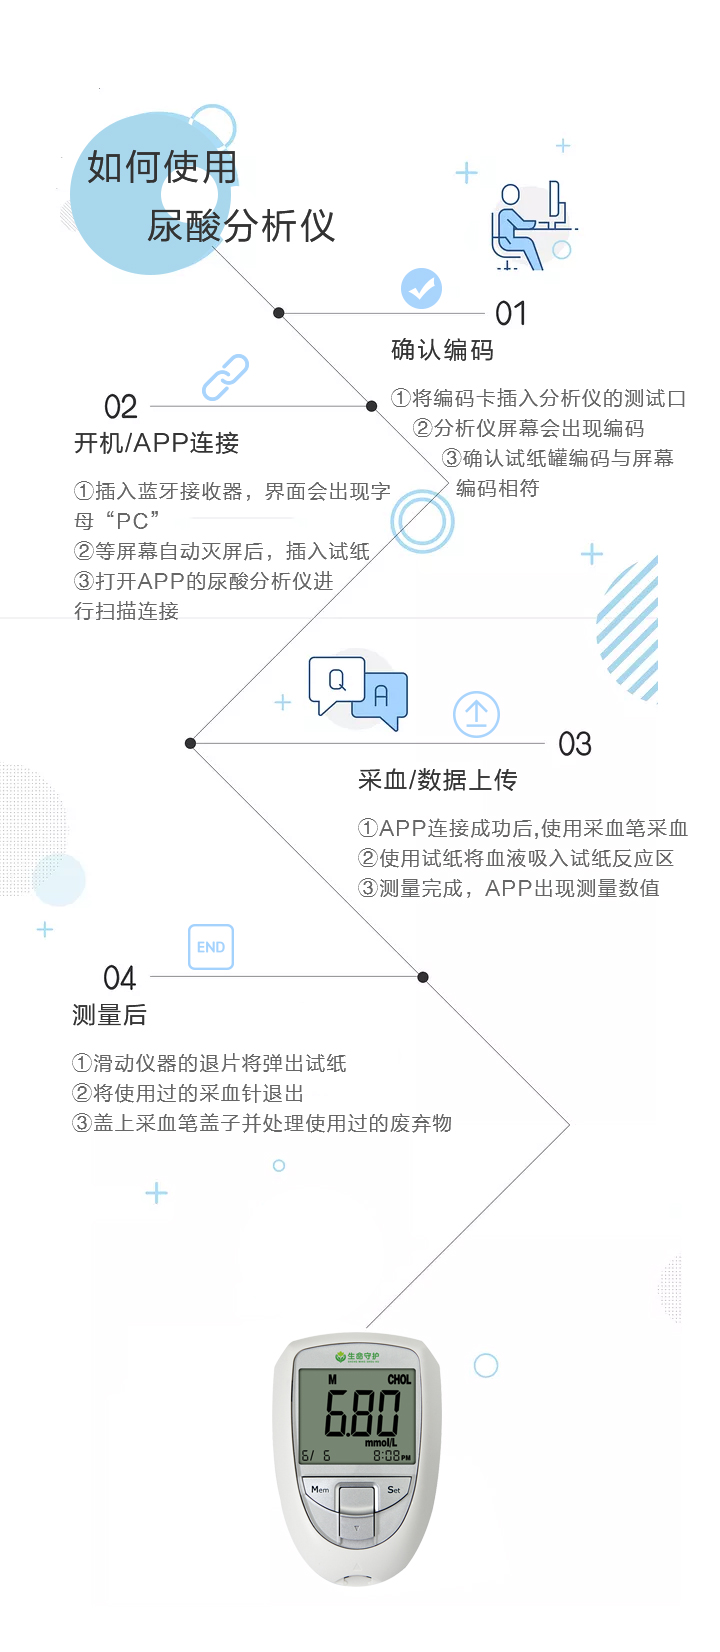 如何使用
尿酸分析仪
01
确认编码
①将编码卡插入分析仪的测试口
②分析仪屏幕会出现编码
③确认试纸罐编码与屏幕
编码相符
02
开机/APP连接
①插入蓝牙接收器，界面会出现字
母“PC”
②等屏幕自动灭屏后，插入试纸
③打开APP的尿酸分析仪进
行扫描连接
Q
A
03
采血/数据上传
①APP连接成功后,使用采血笔采血
②使用试纸将血液吸入试纸反应区
③测量完成，APP出现测量数值
END
04
测量后
①滑动仪器的退片将弹出试纸
②将使用过的采血针退出
③盖上采血笔盖子并处理使用过的废弃物
生命守护
M CHOL
6.80
mmol/L
6/ 6 8:08 PM
Mem Set